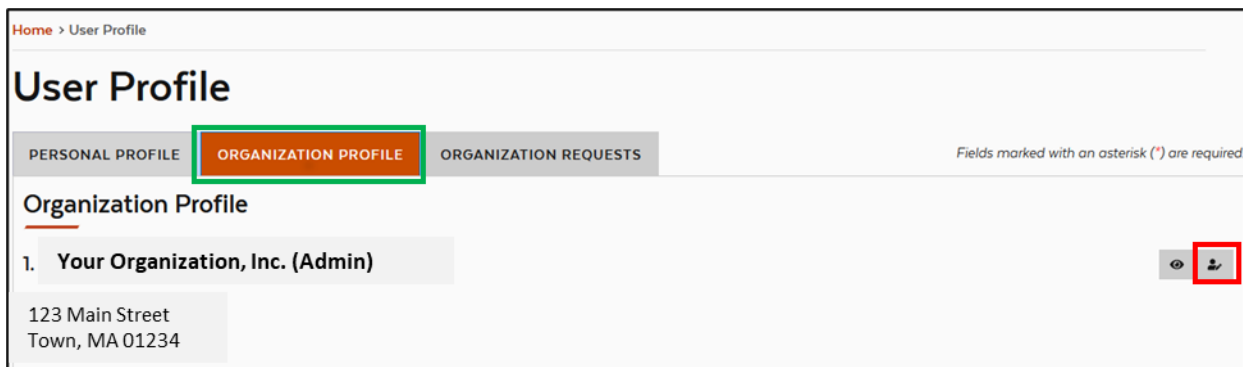 Home > User Profile
User Profile
PERSONAL PROFILE ORGANIZATION PROFILE ORGANIZATION REQUESTS Fields marked with an asterisk (*) are required
Organization Profile
1. Your Organization, Inc. (Admin)
123 Main Street
Town, MA 01234